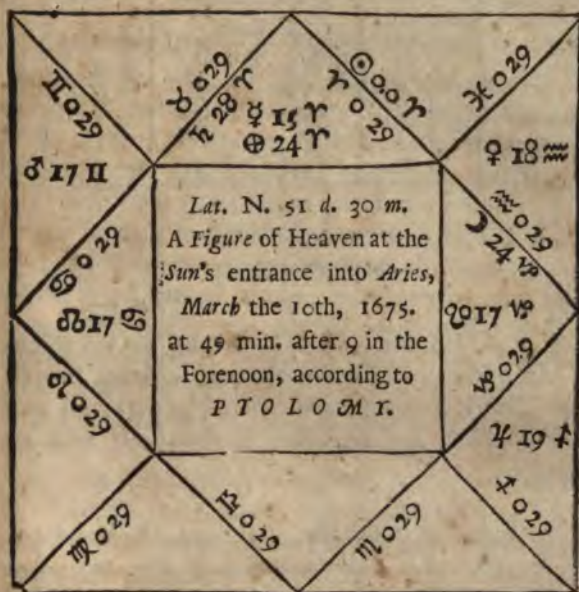 ♊ 0 29
♉ 0 29
♄ 28 ♈
☿ 15 ♈
⊕ 24 ♈
☉ 0.0 ♈
♈ 0 29
♓ 0 29
♂ 17 ♊
♀ 18 ♒
♒ 0 29
☽ 24 ♑
♋ 0 29
☊ 17 ♋
Lat. N. 51 d. 30 m.
A Figure of Heaven at the
Sun's entrance into Aries,
March the 10th, 1675.
at 49 min. after 9 in the
Forenoon, according to
PTOLOMY.
☋ 17 ♑
♑ 0 29
♌ 0 29
♃ 19 ♐
♐ 0 29
♍ 0 29
♎ 0 29
♏ 0 29